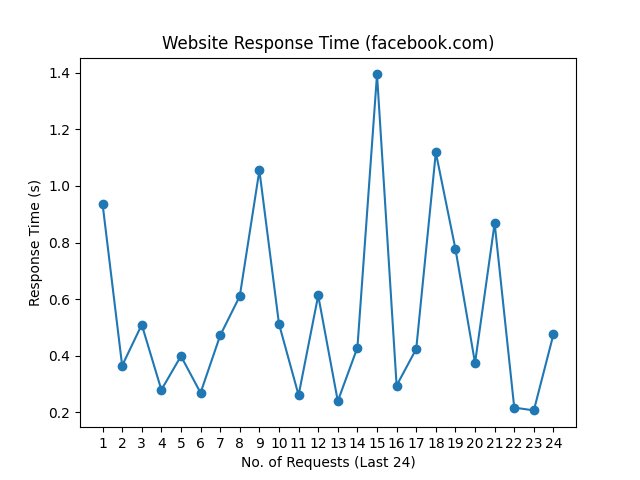 Website Response Time (facebook.com)
Response Time (s)
1.4
1.2
1.0
0.8
0.6
0.4
0.2
1 2 3 4 5 6 7 8 9 10 11 12 13 14 15 16 17 18 19 20 21 22 23 24
No. of Requests (Last 24)